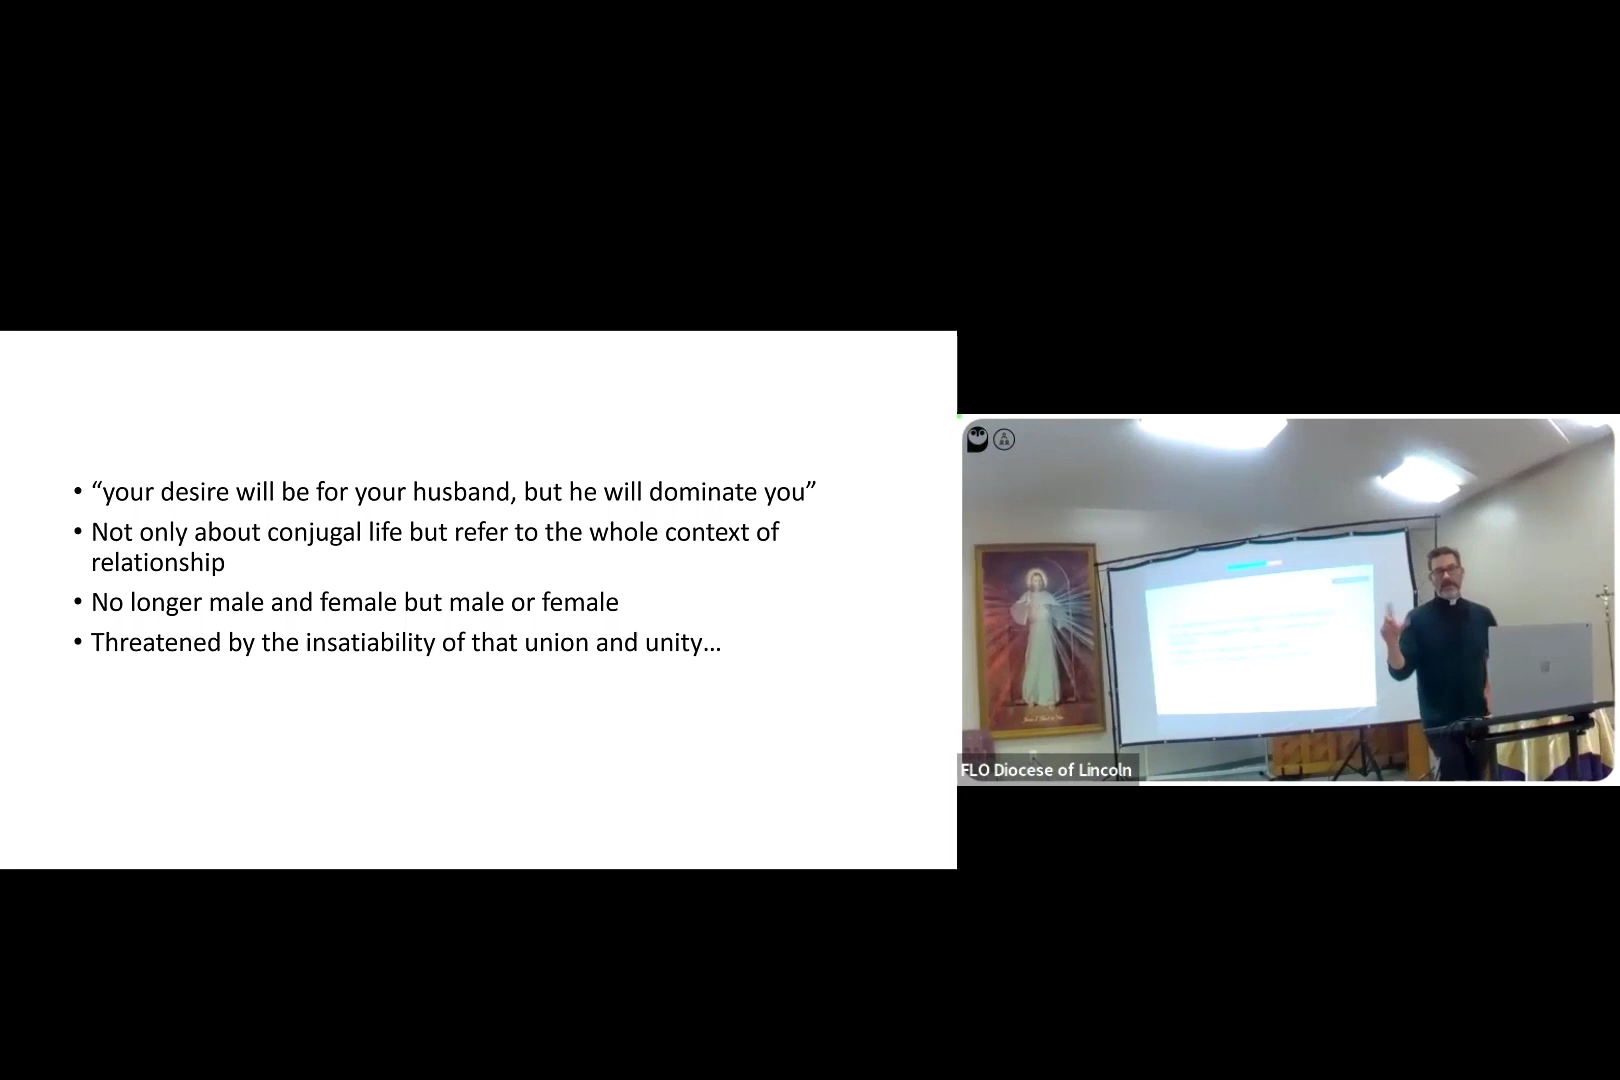 • “your desire will be for your husband, but he will dominate you”
• Not only about conjugal life but refer to the whole context of
relationship
• No longer male and female but male or female
• Threatened by the insatiability of that union and unity…
FLO Diocese of Lincoln